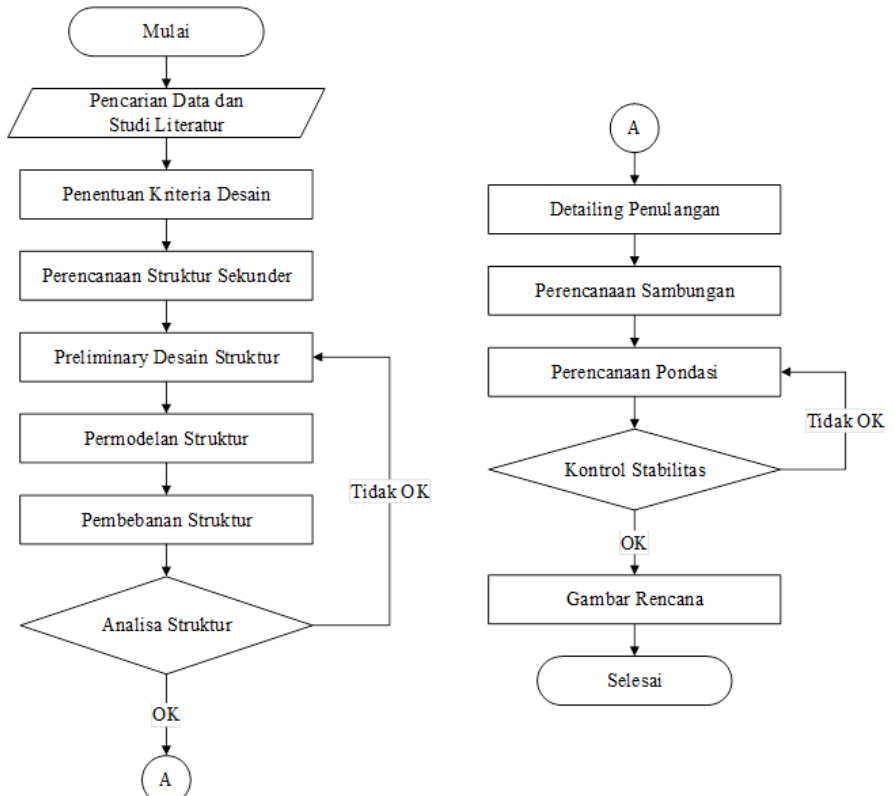 Mulai
Pencarian Data dan
Studi Literatur
Penentuan Kriteria Desain
Perencanaan Struktur Sekunder
Preliminary Desain Struktur
Permodelan Struktur
Pembebanan Struktur
Tidak OK
Analisa Struktur
OK
A
A
Detailing Penulangan
Perencanaan Sambungan
Perencanaan Pondasi
Tidak OK
Kontrol Stabilitas
OK
Gambar Rencana
Selesai